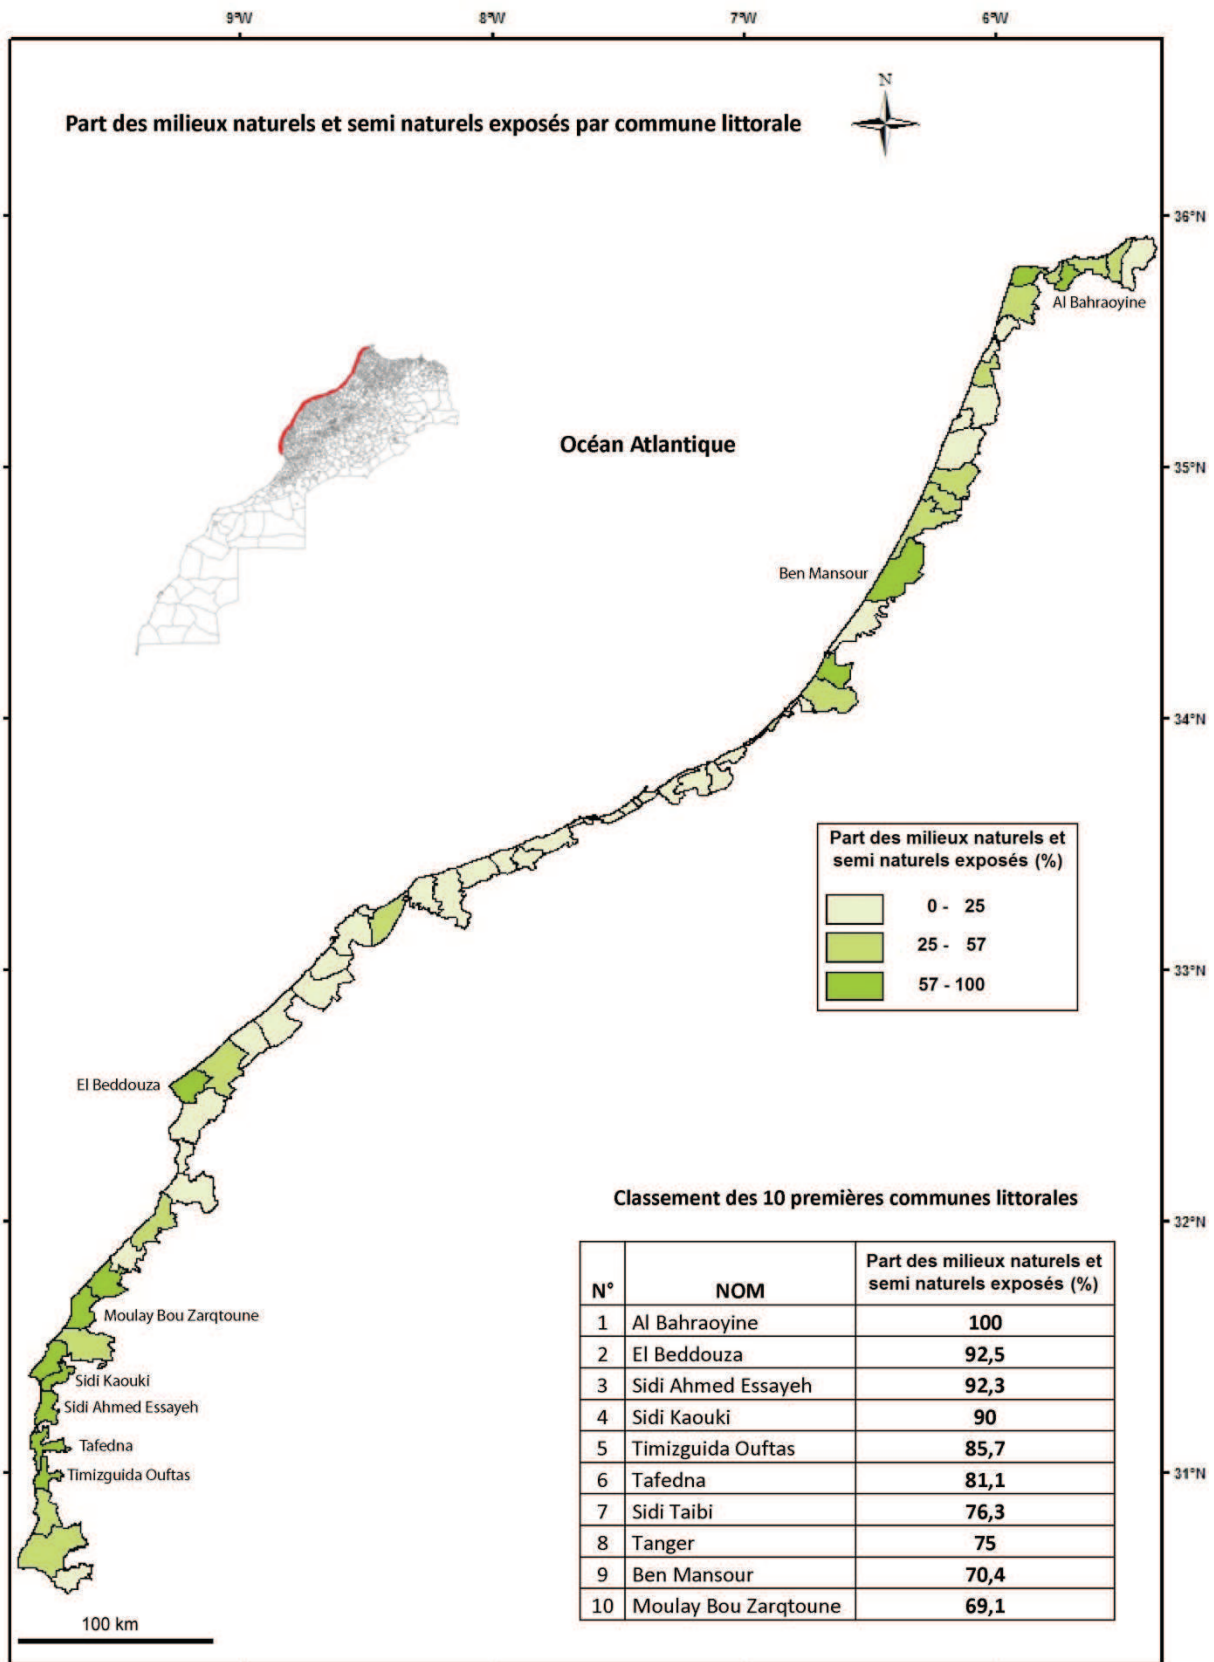 9°W 8°W 7°W 6°W
N
Part des milieux naturels et semi naturels exposés par commune littorale
36°N
Al Bahraoyine
Océan Atlantique
35°N
Ben Mansour
34°N
Part des milieux naturels et
semi naturels exposés (%)
0 - 25
25 - 57
57 - 100
33°N
El Beddouza
Classement des 10 premières communes littorales
32°N
Moulay Bou Zarqtoune
Sidi Kaouki
Sidi Ahmed Essayeh
Tafedna
Timizguida Ouftas
31°N
100 km
N° NOM Part des milieux naturels et
semi naturels exposés (%)
1 Al Bahraoyine 100
2 El Beddouza 92,5
3 Sidi Ahmed Essayeh 92,3
4 Sidi Kaouki 90
5 Timizguida Ouftas 85,7
6 Tafedna 81,1
7 Sidi Taibi 76,3
8 Tanger 75
9 Ben Mansour 70,4
10 Moulay Bou Zarqtoune 69,1